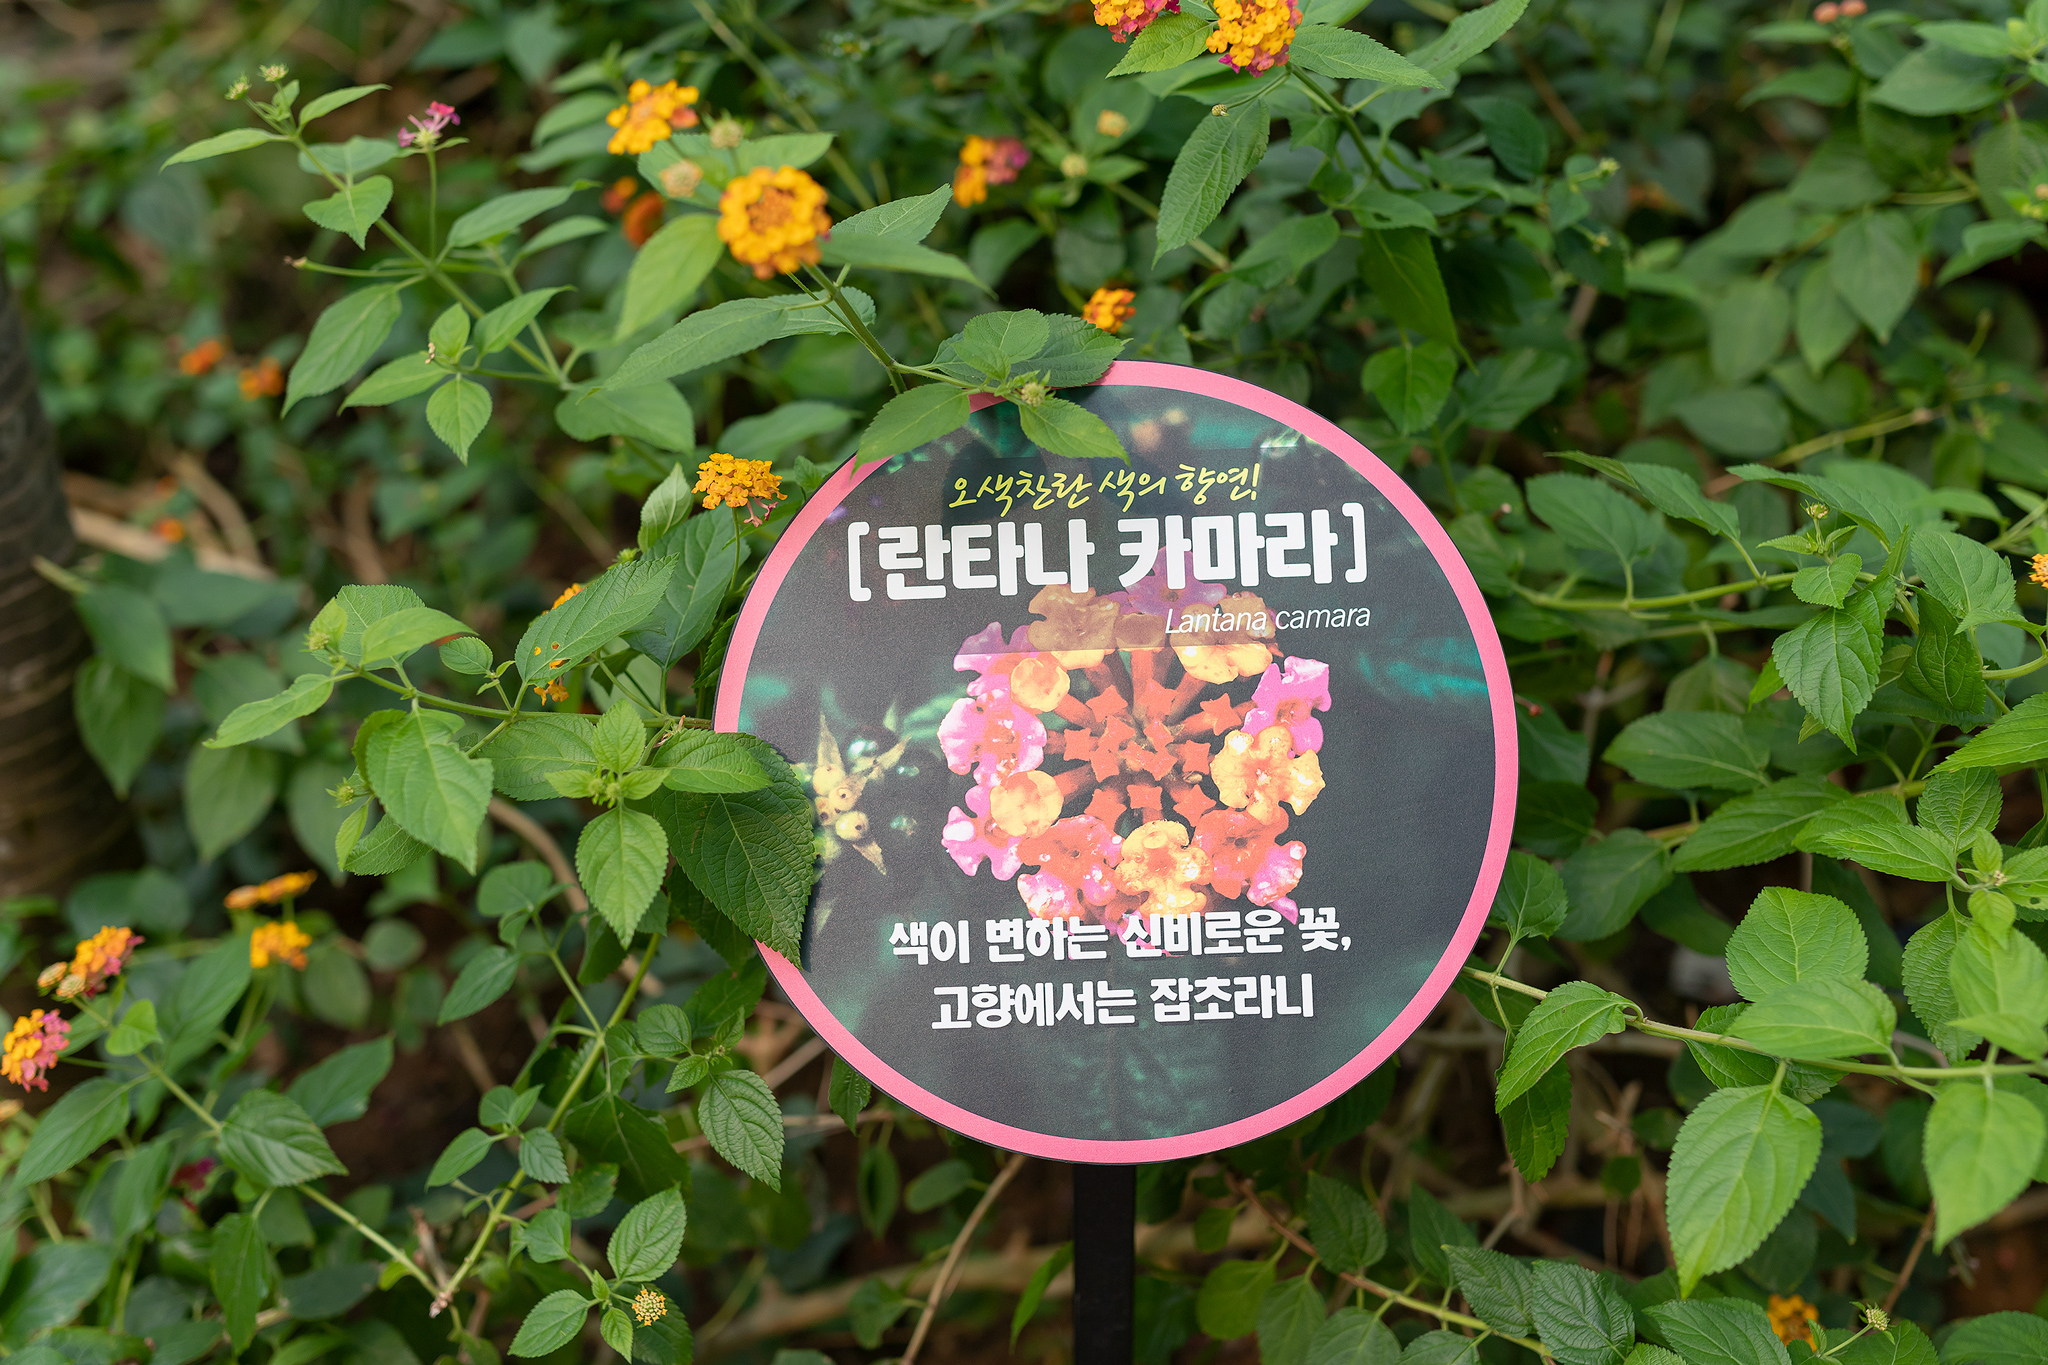 오색찬란 색의 향연!
[란타나 카마라]
Lantana camara
색이 변하는 신비로운 꽃,
고향에서는 잡초라니